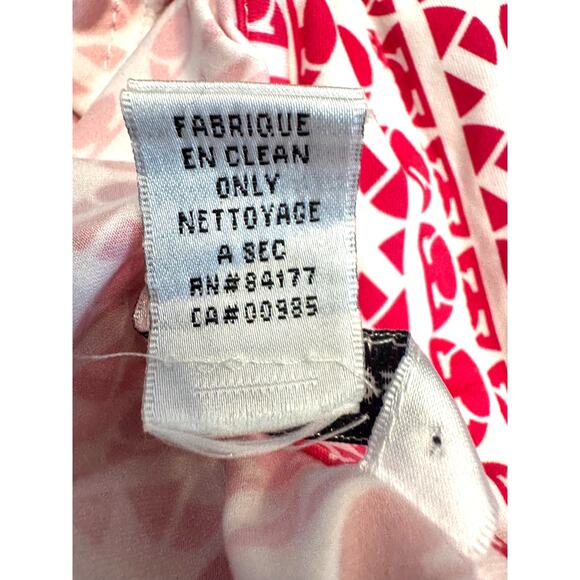 FABRIQUE
EN CLEAN
ONLY
NETTOYAGE
A SEC
RN#84177
CA#00985